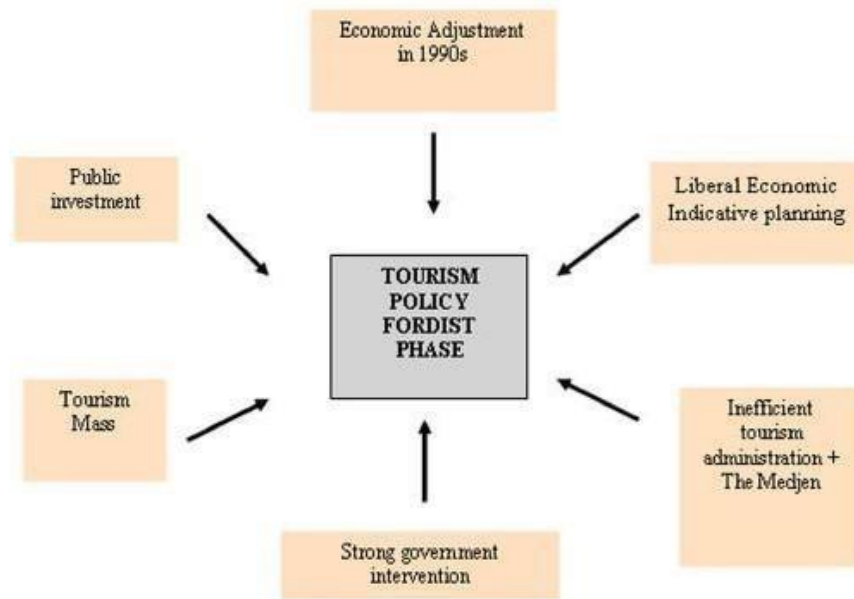 Economic Adjustment
in 1990s
Public
investment
Liberal Economic
Indicative planning
TOURISM
POLICY
FORDIST
PHASE
Tourism
Mass
Inefficient
tourism
administration +
The Medjen
Strong government
intervention